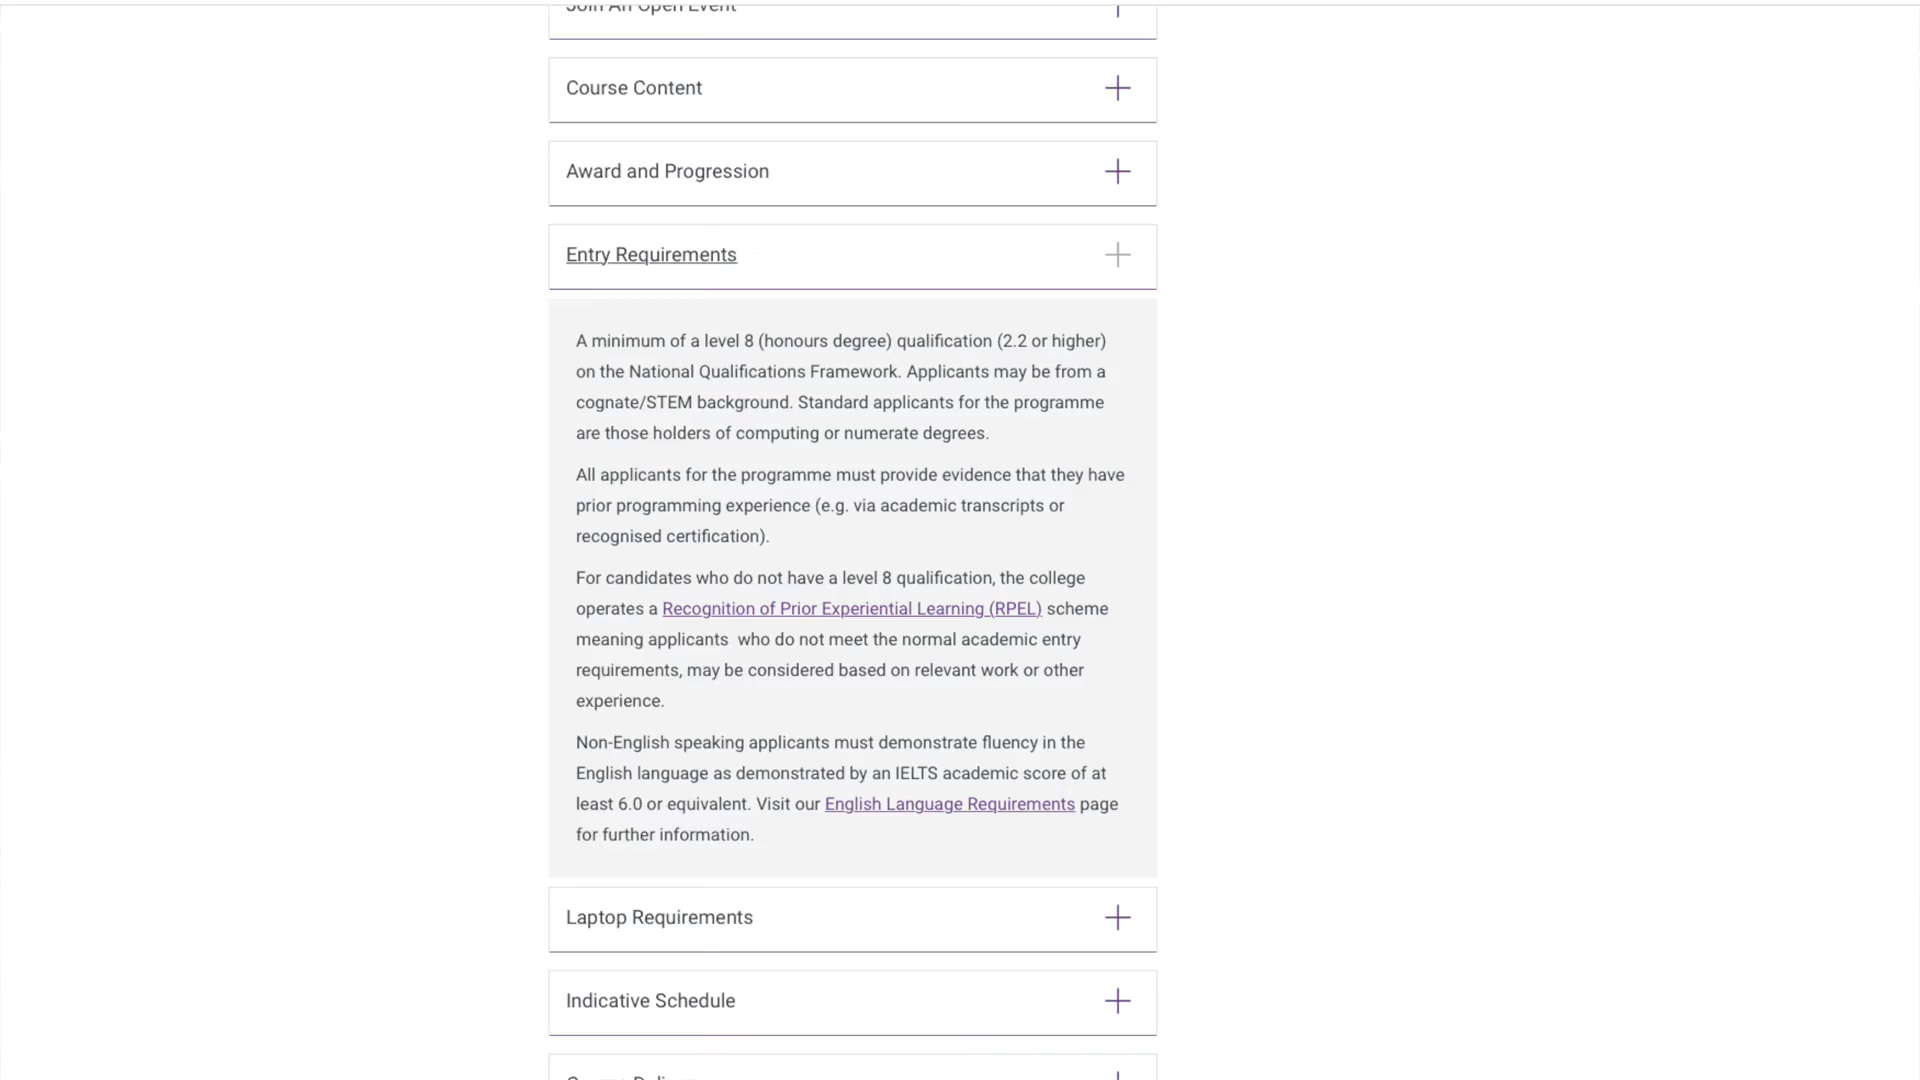 Join An Open Event
Course Content
Award and Progression
Entry Requirements
A minimum of a level 8 (honours degree) qualification (2.2 or higher)
on the National Qualifications Framework. Applicants may be from a
cognate/STEM background. Standard applicants for the programme
are those holders of computing or numerate degrees.
All applicants for the programme must provide evidence that they have
prior programming experience (e.g. via academic transcripts or
recognised certification).
For candidates who do not have a level 8 qualification, the college
operates a Recognition of Prior Experiential Learning (RPEL) scheme
meaning applicants  who do not meet the normal academic entry
requirements, may be considered based on relevant work or other
experience.
Non-English speaking applicants must demonstrate fluency in the
English language as demonstrated by an IELTS academic score of at
least 6.0 or equivalent. Visit our English Language Requirements page
for further information.
Laptop Requirements
Indicative Schedule